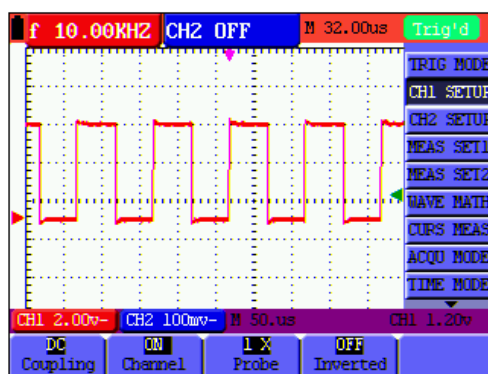 f 10.00KHZ CH2 OFF M 32.00us Trig'd
TRIG MODE
CH1 SETUP
CH2 SETUP
MEAS SET1
MEAS SET2
WAVE MATH
CURS MEAS
ACQU MODE
TIME MODE
CH1 2.00v- CH2 100mv- M 50.us CH1 1.20v
DC ON 1 X OFF
Coupling Channel Probe Inverted